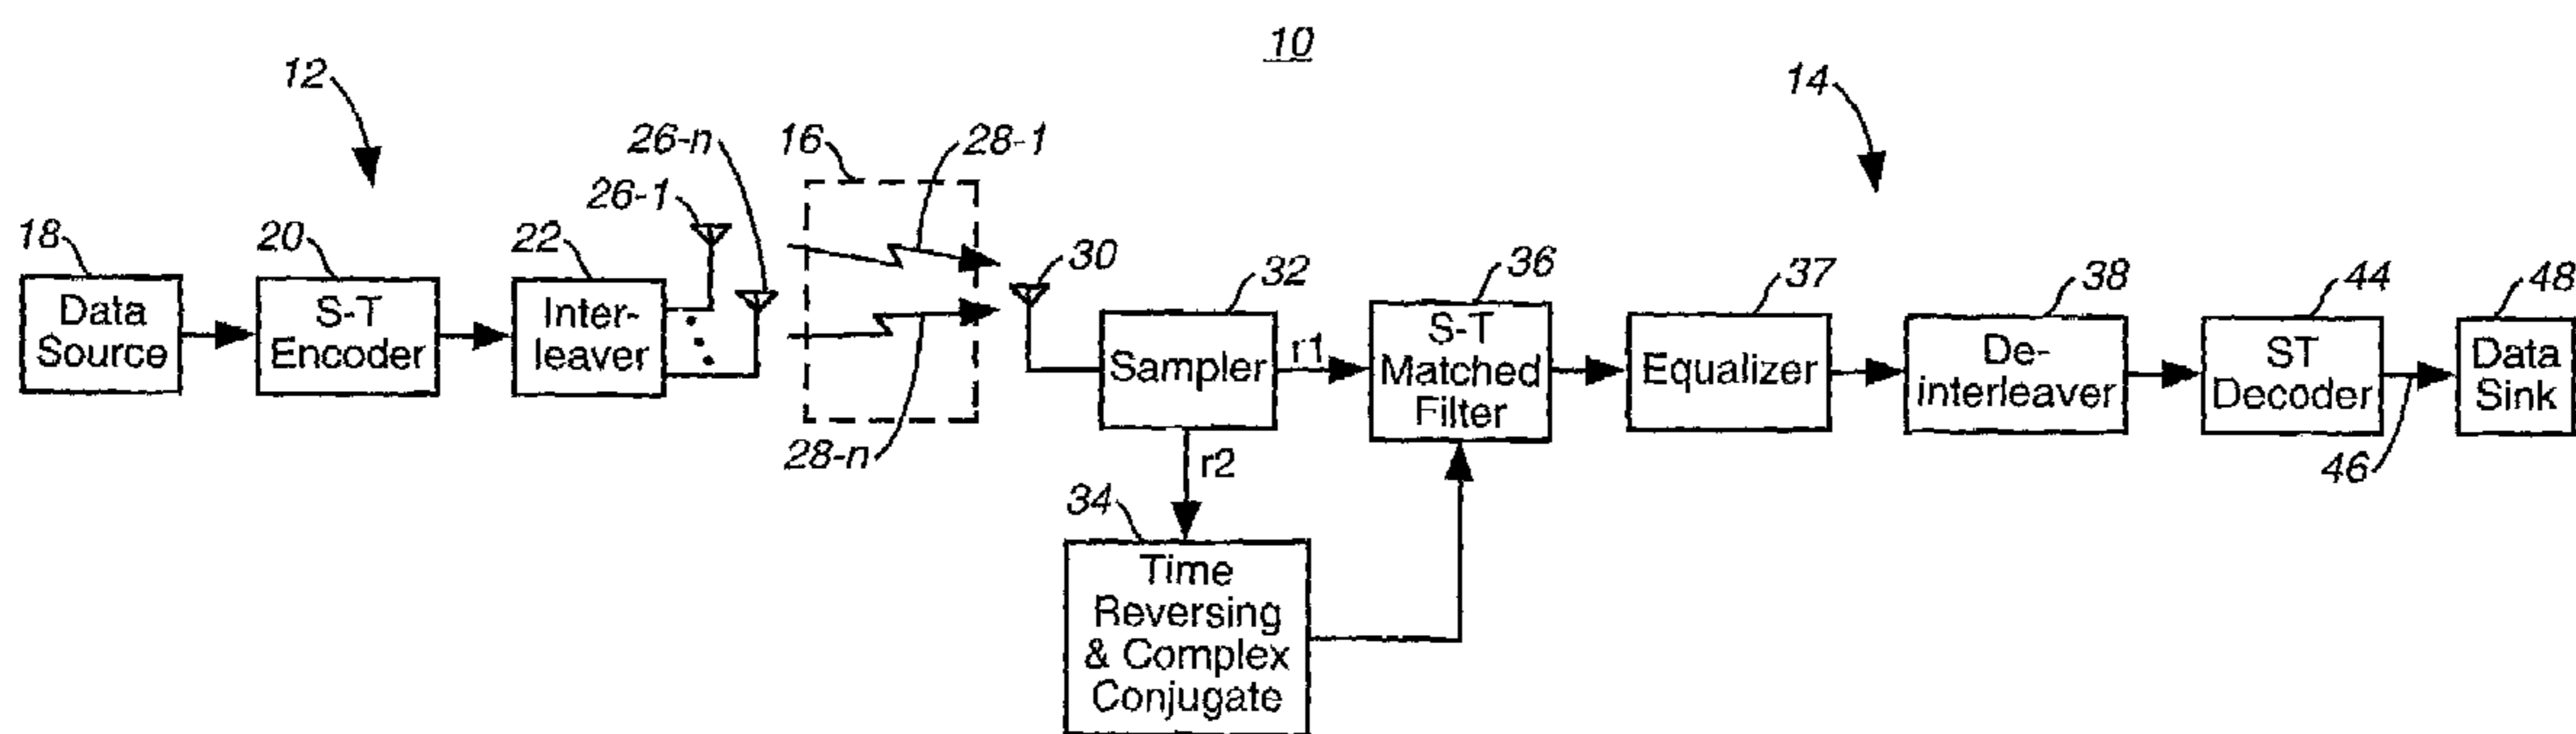 10
12
14
26-n
16
28-1
26-1
18
20
22
30
32
36
37
38
44
48
Data
Source
S-T
Encoder
Inter-
leaver
28-n
Sampler
r1
r2
S-T
Matched
Filter
Equalizer
De-
interleaver
ST
Decoder
46
Data
Sink
34
Time
Reversing
& Complex
Conjugate